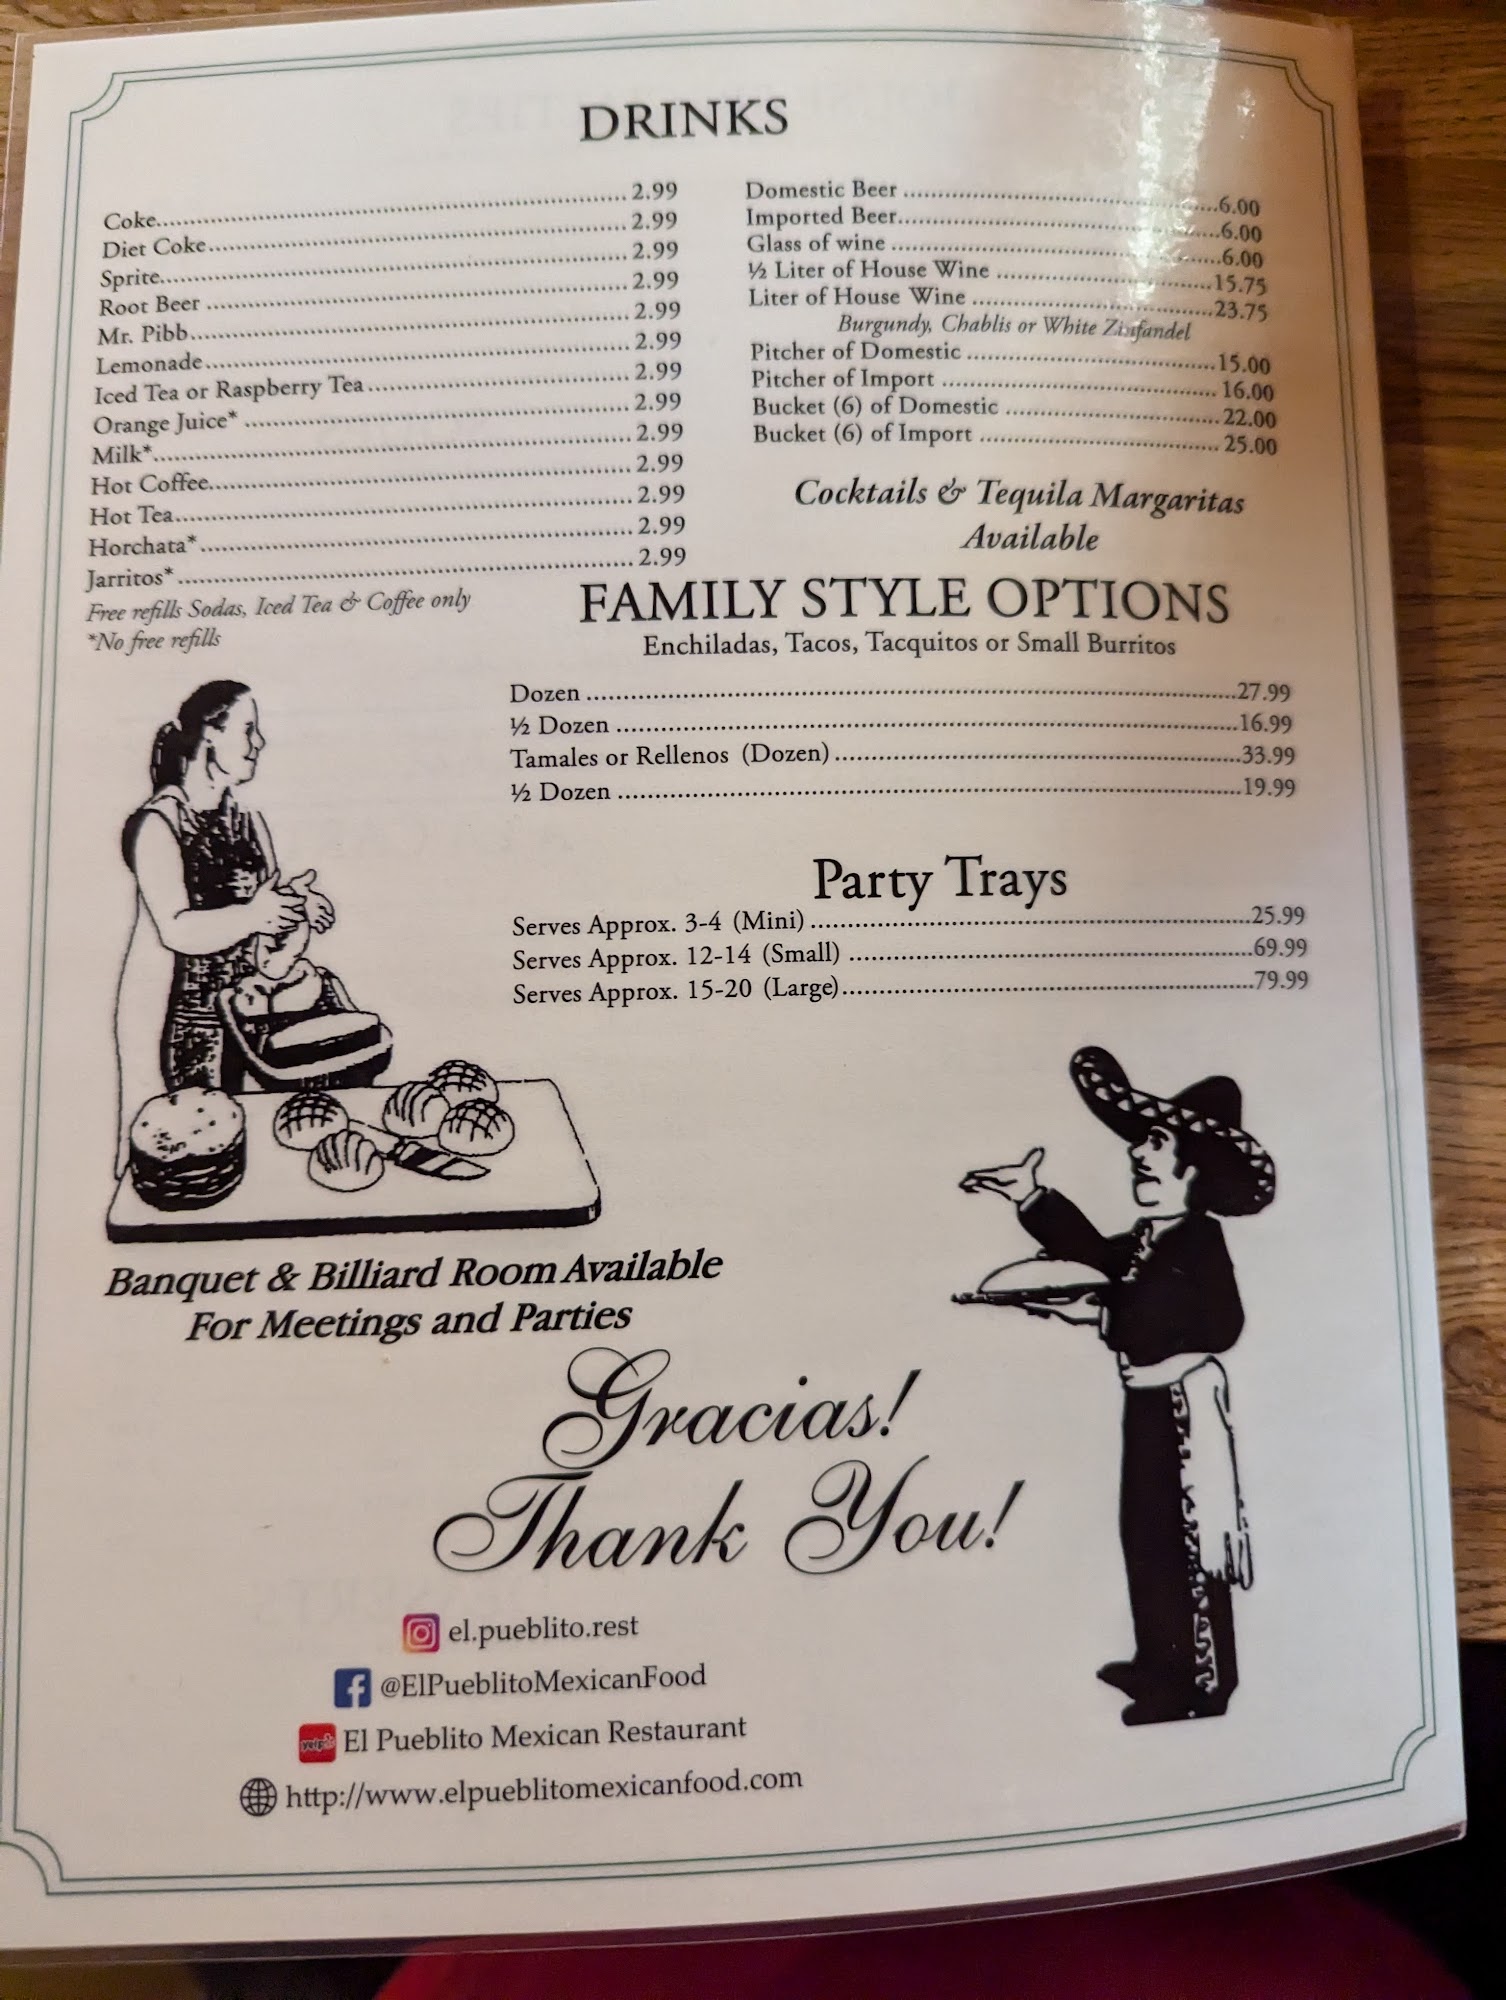 DRINKS
Coke 2.99
Diet Coke 2.99
Sprite 2.99
Root Beer 2.99
Mr. Pibb 2.99
Lemonade 2.99
Iced Tea or Raspberry Tea 2.99
Orange Juice* 2.99
Milk* 2.99
Hot Coffee 2.99
Hot Tea 2.99
Horchata* 2.99
Jarritos* 2.99
Free refills Sodas, Iced Tea & Coffee only
*No free refills
Domestic Beer 6.00
Imported Beer 6.00
Glass of wine 6.00
½ Liter of House Wine 15.75
Liter of House Wine 23.75
Burgundy, Chablis or White Zinfandel
Pitcher of Domestic 15.00
Pitcher of Import 16.00
Bucket (6) of Domestic 22.00
Bucket (6) of Import 25.00
Cocktails & Tequila Margaritas
Available
FAMILY STYLE OPTIONS
Enchiladas, Tacos, Tacquitos or Small Burritos
Dozen 27.99
½ Dozen 16.99
Tamales or Rellenos (Dozen) 33.99
½ Dozen 19.99
Party Trays
Serves Approx. 3-4 (Mini) 25.99
Serves Approx. 12-14 (Small) 69.99
Serves Approx. 15-20 (Large) 79.99
Banquet & Billiard Room Available
For Meetings and Parties
Gracias!
Thank You!
el.pueblito.rest
@ElPueblitoMexicanFood
yelp El Pueblito Mexican Restaurant
http://www.elpueblitomexicanfood.com